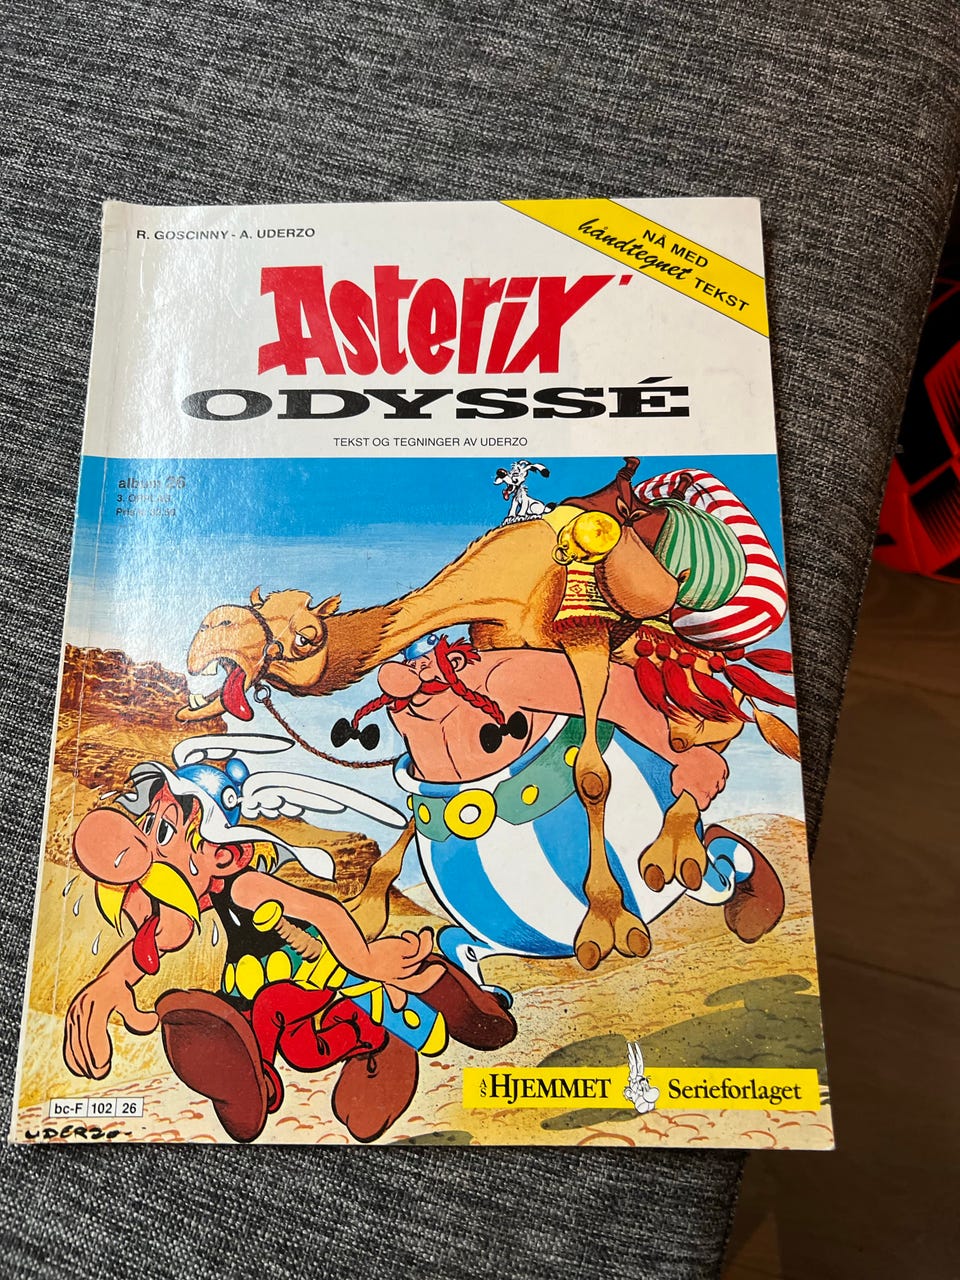 R. GOSCINNY - A. UDERZO
NÅ MED
håndtegnet
TEKST
Asterix'
ODYSSÉ
TEKST OG TEGNINGER AV UDERZO
album 26
3. OPPLAG
A/S HJEMMET Serieforlaget
bc-F 102 26
UDERZO